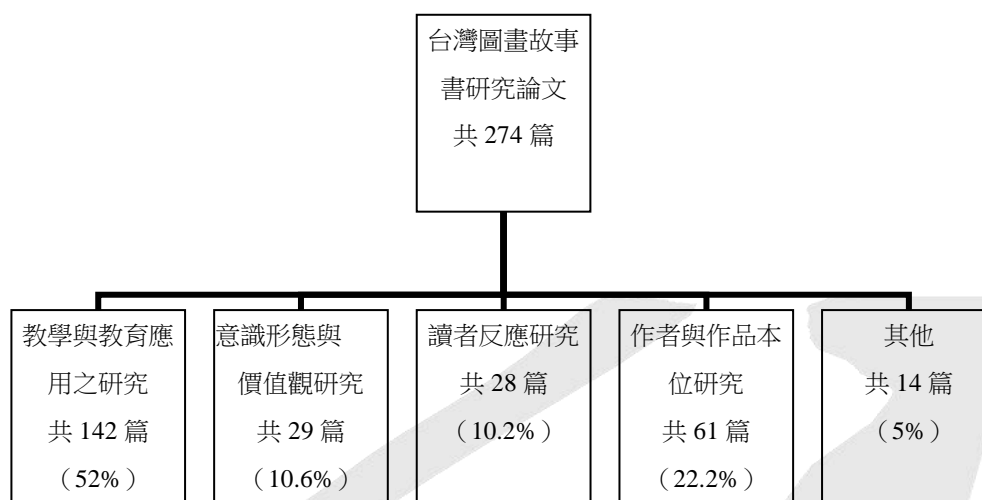 台灣圖畫故事
書研究論文
共 274 篇
教學與教育應
用之研究
共 142 篇
（52%）
意識形態與
價值觀研究
共 29 篇
（10.6%）
讀者反應研究
共 28 篇
（10.2%）
作者與作品本
位研究
共 61 篇
（22.2%）
其他
共 14 篇
（5%）